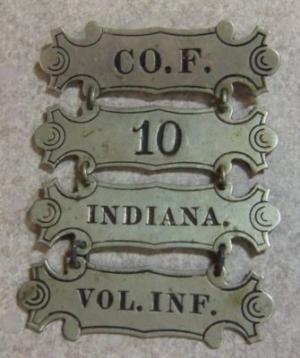 CO. F.
10
INDIANA.
VOL. INF.